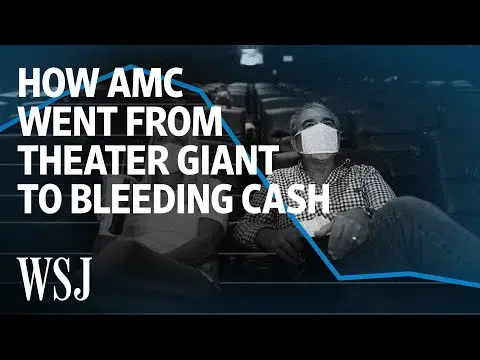 HOW AMC
WENT FROM
THEATER GIANT
TO BLEEDING CASH
WSJ